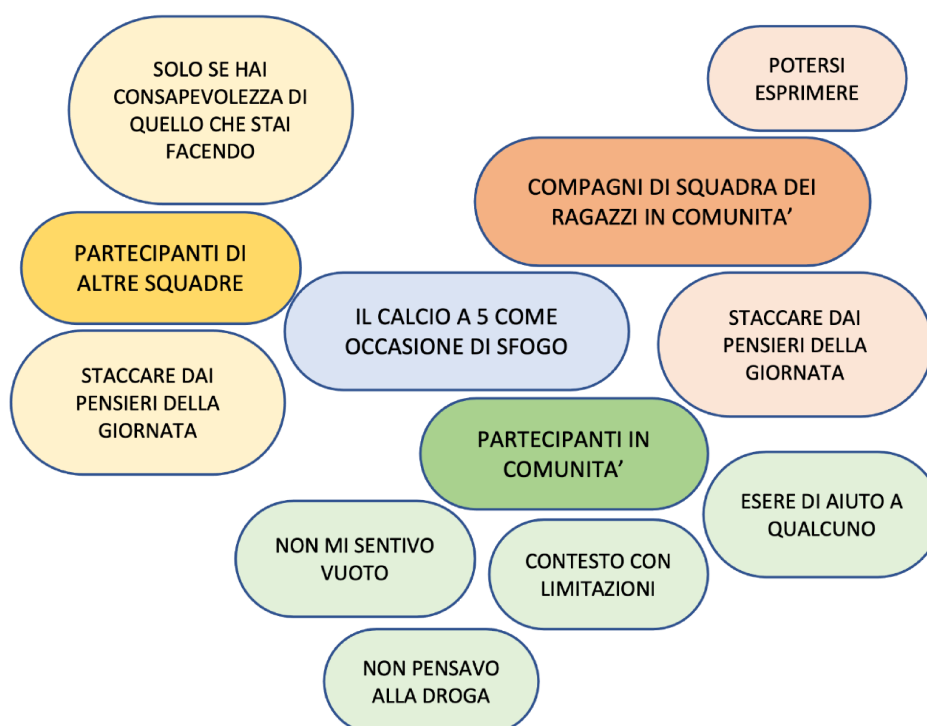 SOLO SE HAI
CONSAPEVOLEZZA DI
QUELLO CHE STAI
FACENDO
POTERSI
ESPRIMERE
COMPAGNI DI SQUADRA DEI
RAGAZZI IN COMUNITA’
PARTECIPANTI DI
ALTRE SQUADRE
IL CALCIO A 5 COME
OCCASIONE DI SFOGO
STACCARE DAI
PENSIERI DELLA
GIORNATA
STACCARE DAI
PENSIERI DELLA
GIORNATA
PARTECIPANTI IN
COMUNITA’
ESERE DI AIUTO A
QUALCUNO
NON MI SENTIVO
VUOTO
CONTESTO CON
LIMITAZIONI
NON PENSAVO
ALLA DROGA